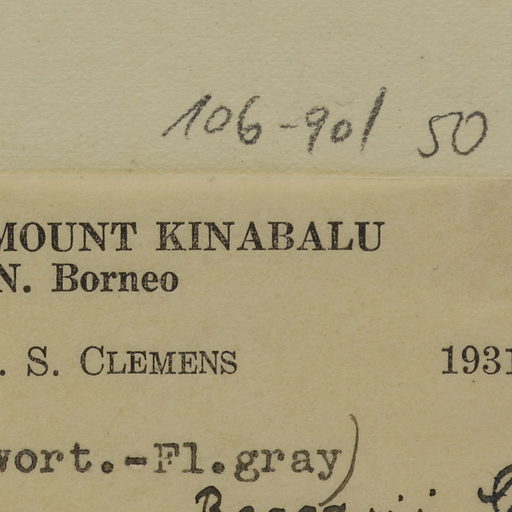 106-901 50
MOUNT KINABALU
N. Borneo
. S. CLEMENS 1931
wort.-Fl.gray)